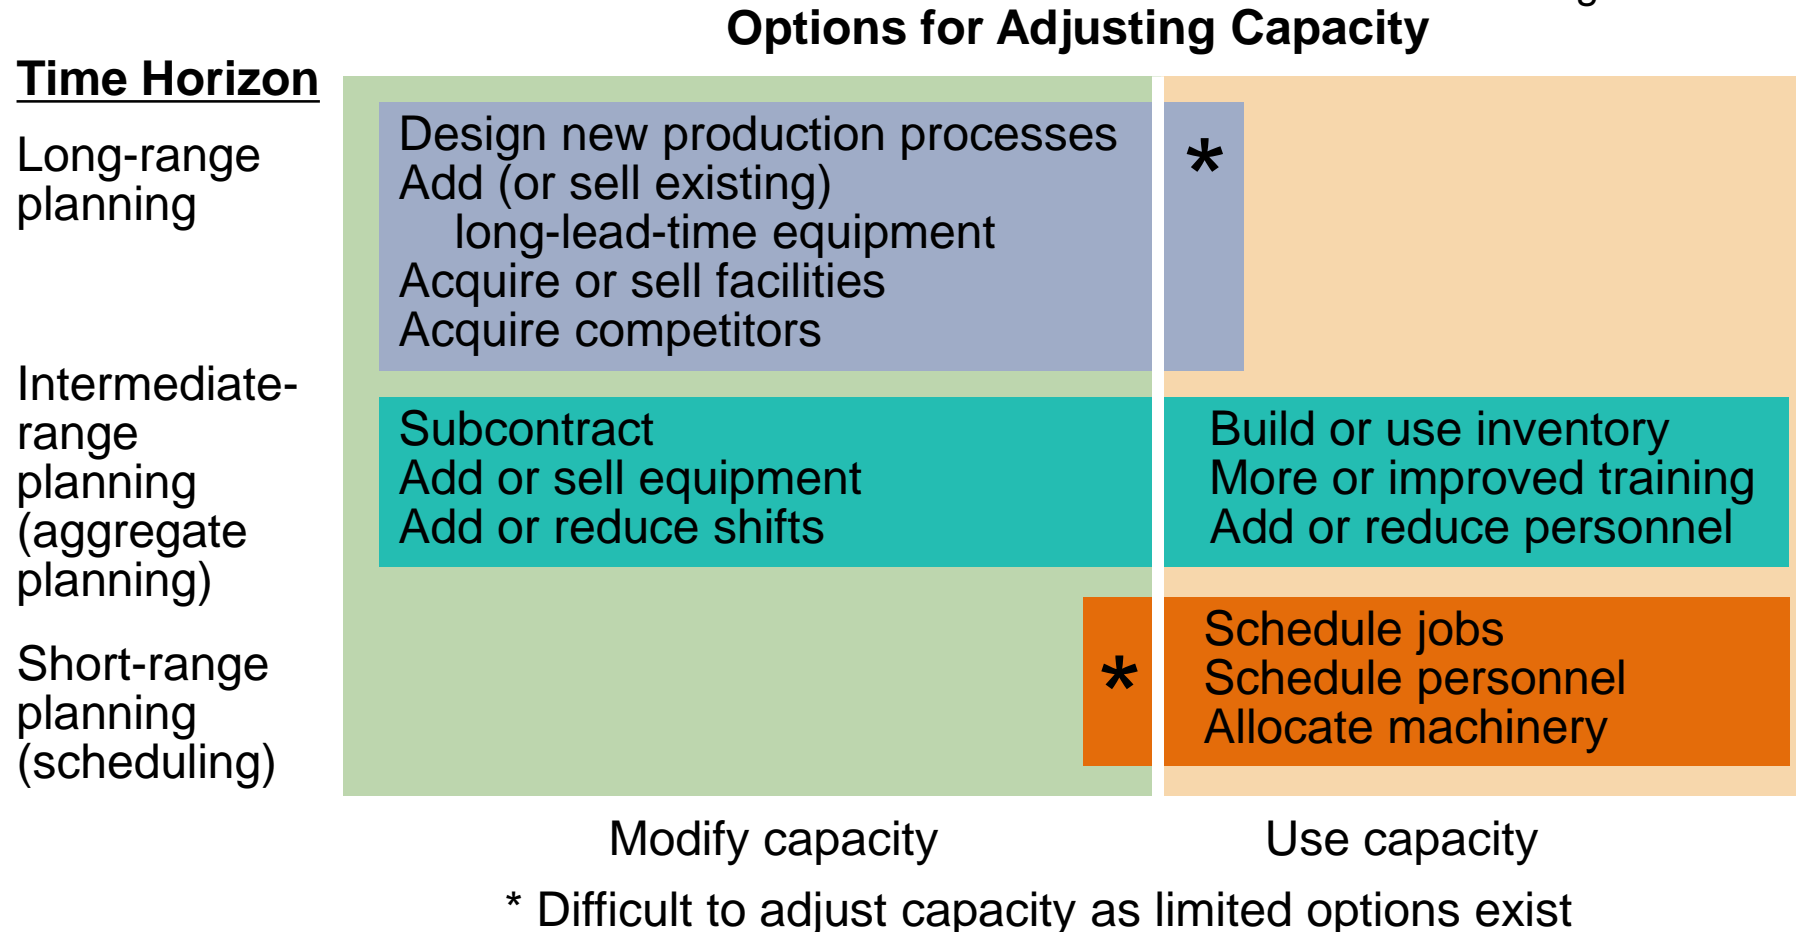 Options for Adjusting Capacity
Time Horizon
Long-range
planning
Design new production processes
Add (or sell existing)
long-lead-time equipment
Acquire or sell facilities
Acquire competitors
*
Intermediate-
range
planning
(aggregate
planning)
Subcontract
Add or sell equipment
Add or reduce shifts
Build or use inventory
More or improved training
Add or reduce personnel
Short-range
planning
(scheduling)
*
Schedule jobs
Schedule personnel
Allocate machinery
Modify capacity
Use capacity
* Difficult to adjust capacity as limited options exist